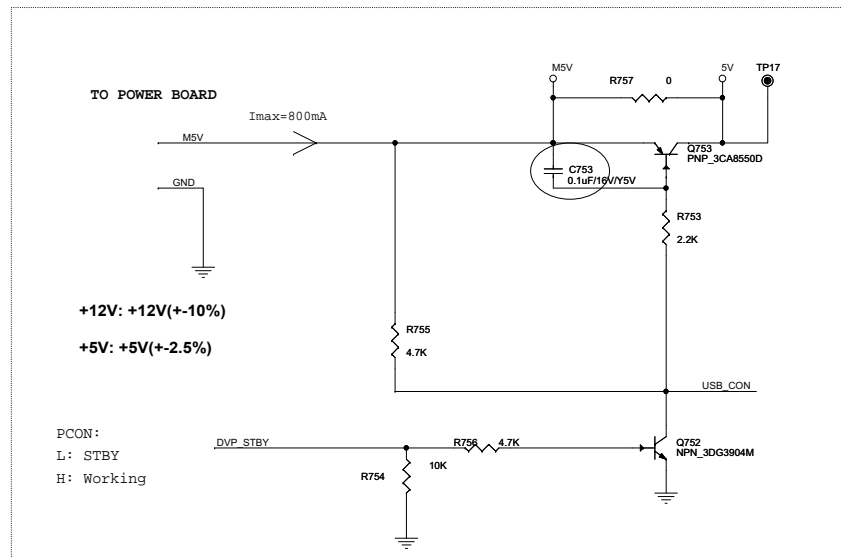 M5V
R757 0
5V
TP17
TO POWER BOARD
Imax=800mA
M5V
Q753
PNP_3CA8550D
C753
0.1uF/16V/Y5V
GND
R753
2.2K
+12V: +12V(+-10%)
R755
4.7K
+5V: +5V(+-2.5%)
USB_CON
PCON:
L: STBY
H: Working
DVP_STBY
R756 4.7K
Q752
NPN_3DG3904M
10K
R754